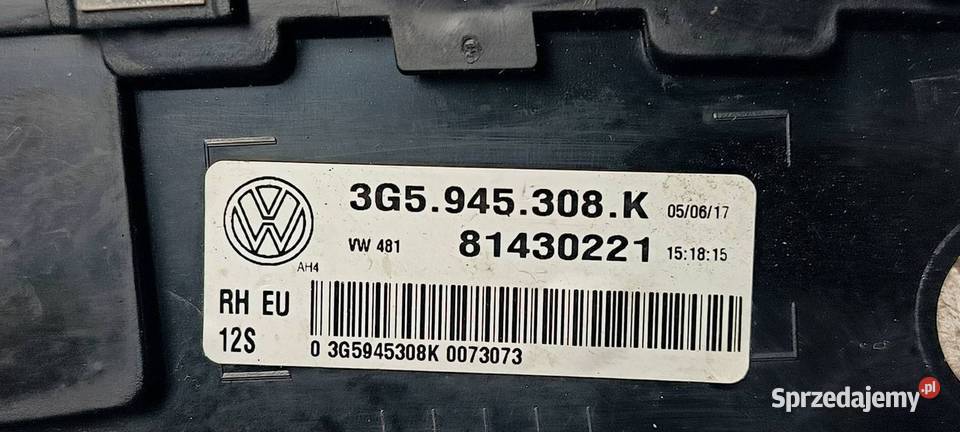 3G5.945.308.K 05/06/17
VW 481 81430221 15:18:15
AH4
RH EU
12S
0 3G5945308K 0073073
Sprzedajemy.pl